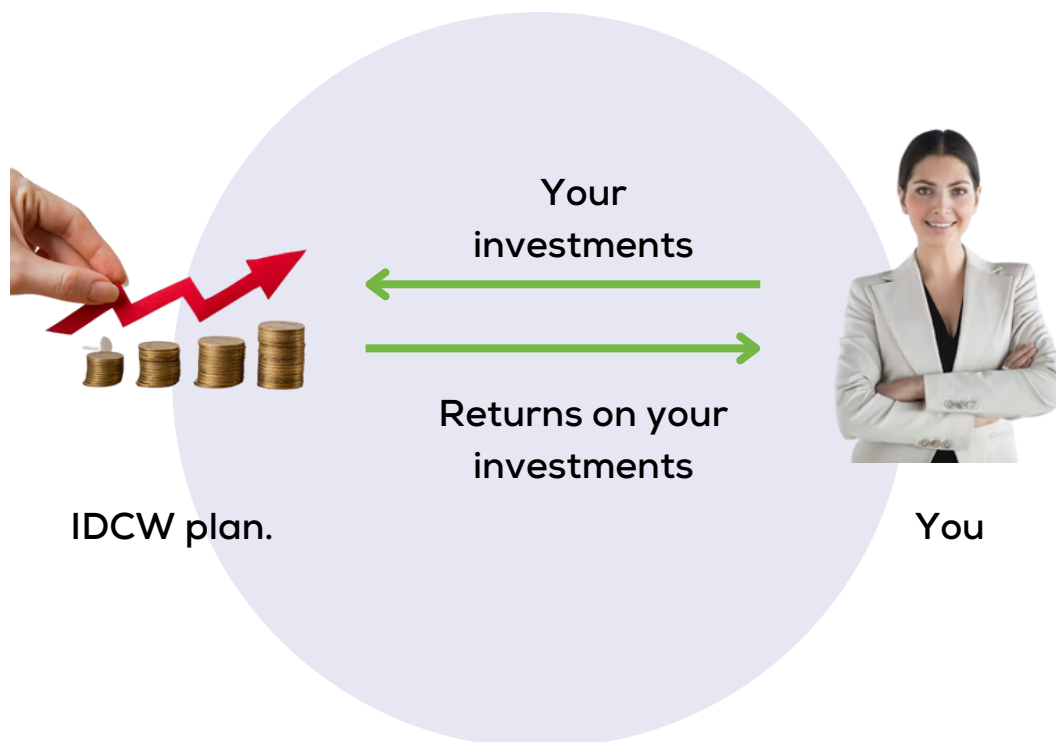 Your
investments
Returns on your
investments
IDCW plan.
You